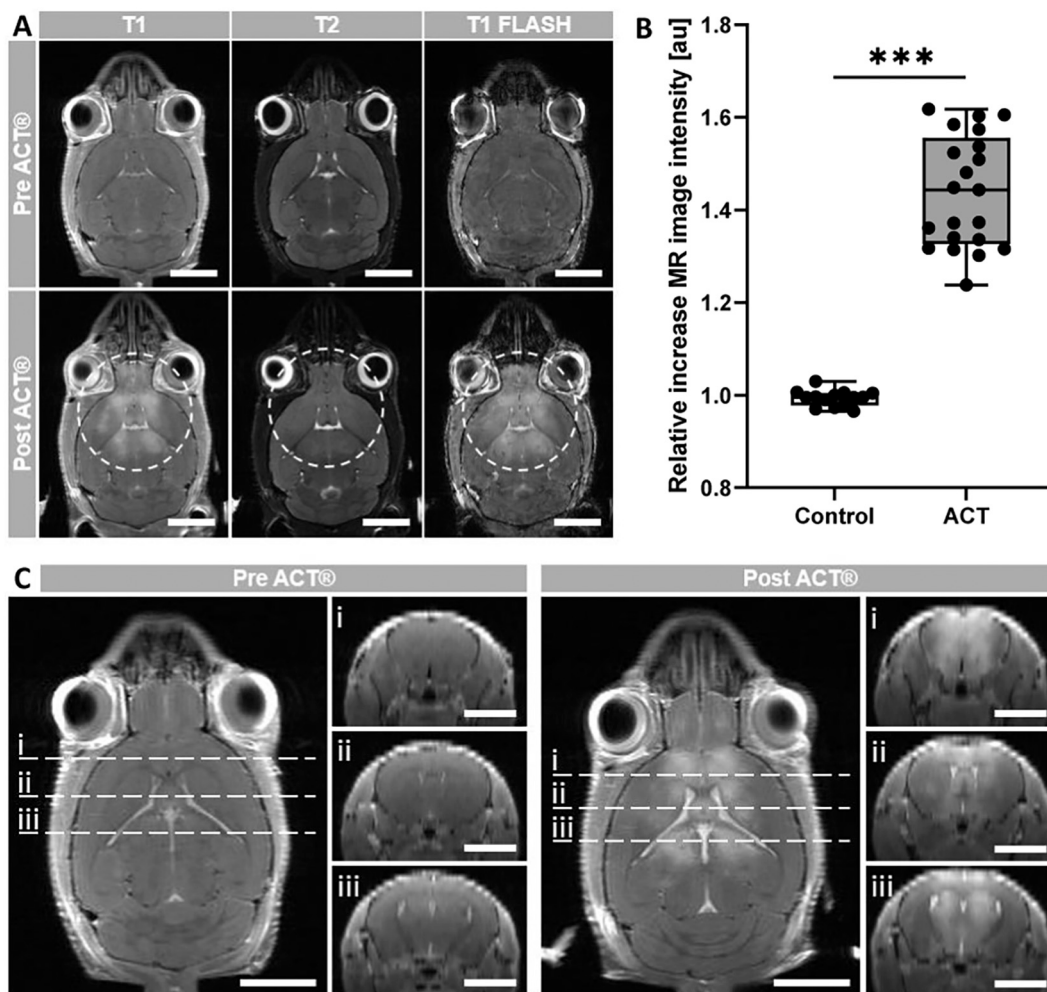 A
T1
T2
T1 FLASH
Pre ACT®
Post ACT®
B
Relative increase MR image intensity [au]
1.8
1.6
1.4
1.2
1.0
0.8
***
Control
ACT
C
Pre ACT®
i
ii
iii
i
ii
iii
Post ACT®
i
ii
iii
i
ii
iii